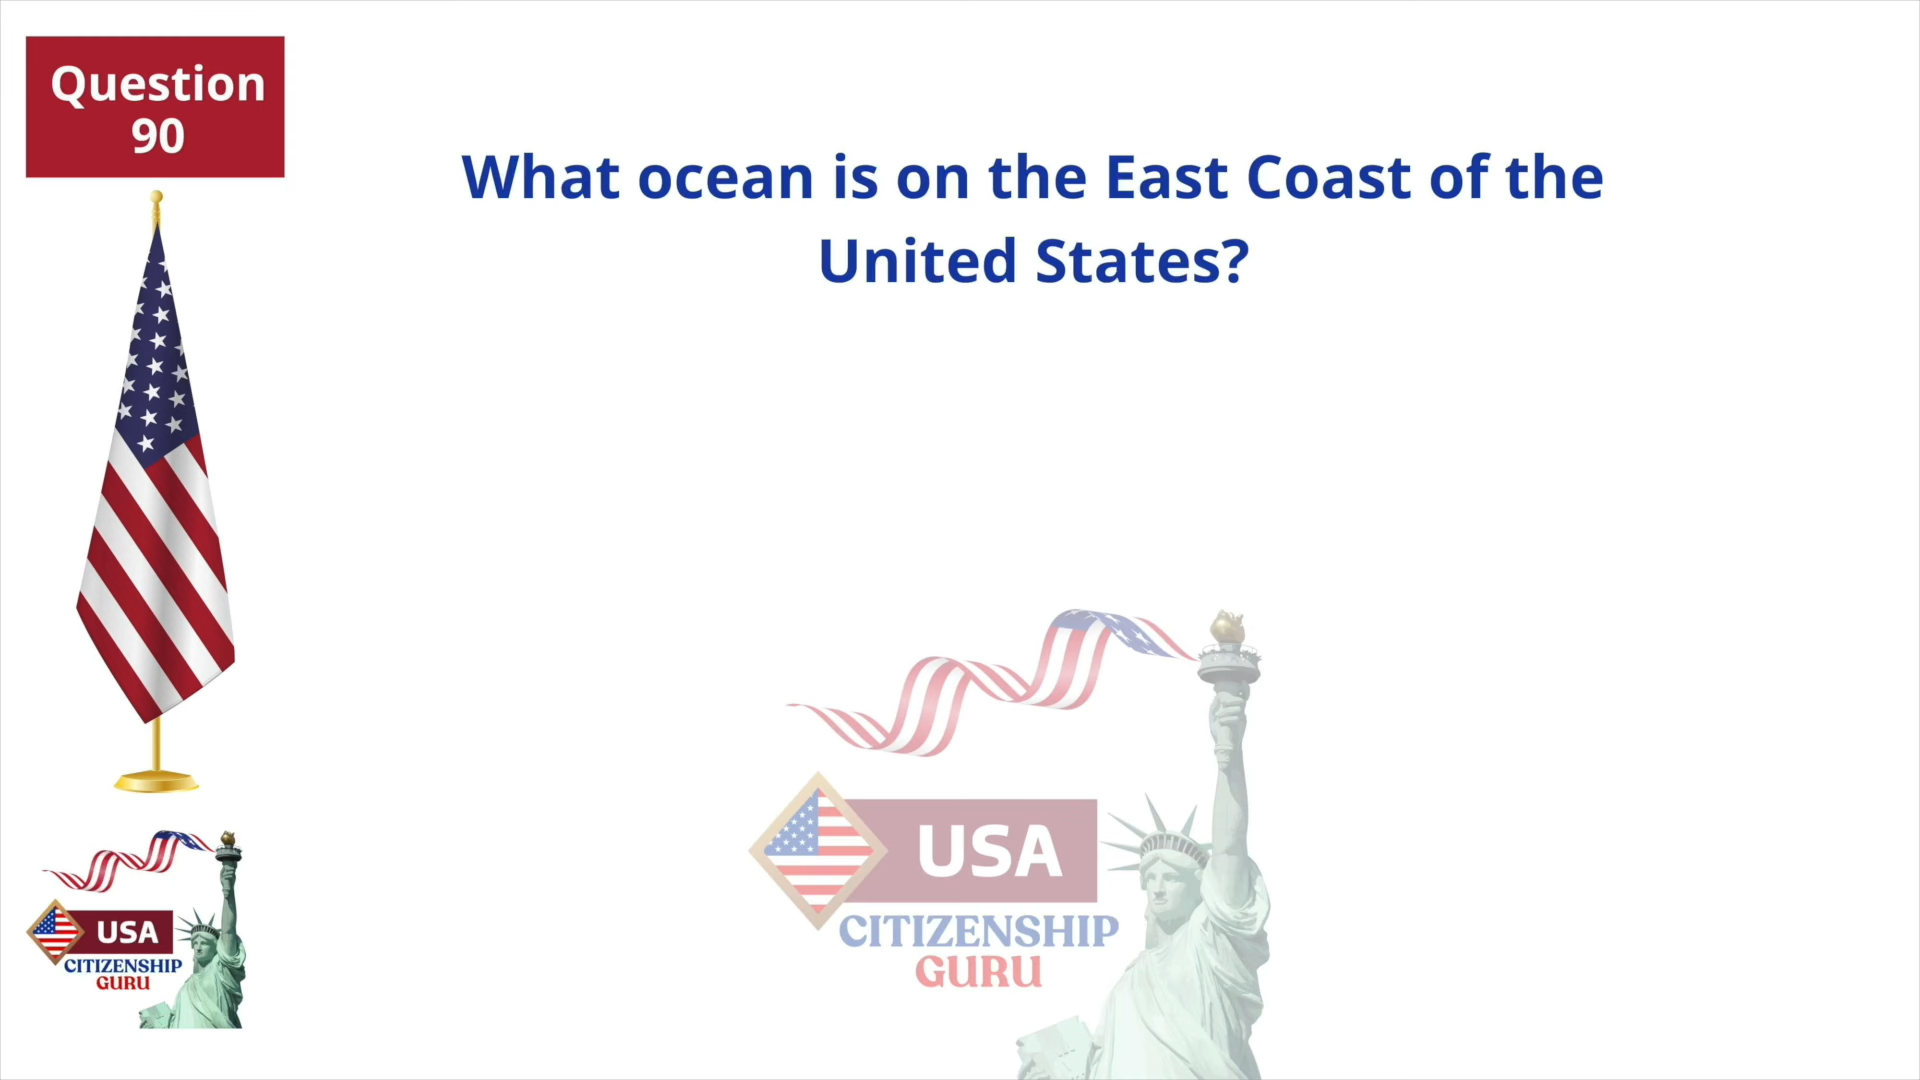 Question
90
What ocean is on the East Coast of the
United States?
USA
CITIZENSHIP
GURU
USA
CITIZENSHIP
GURU